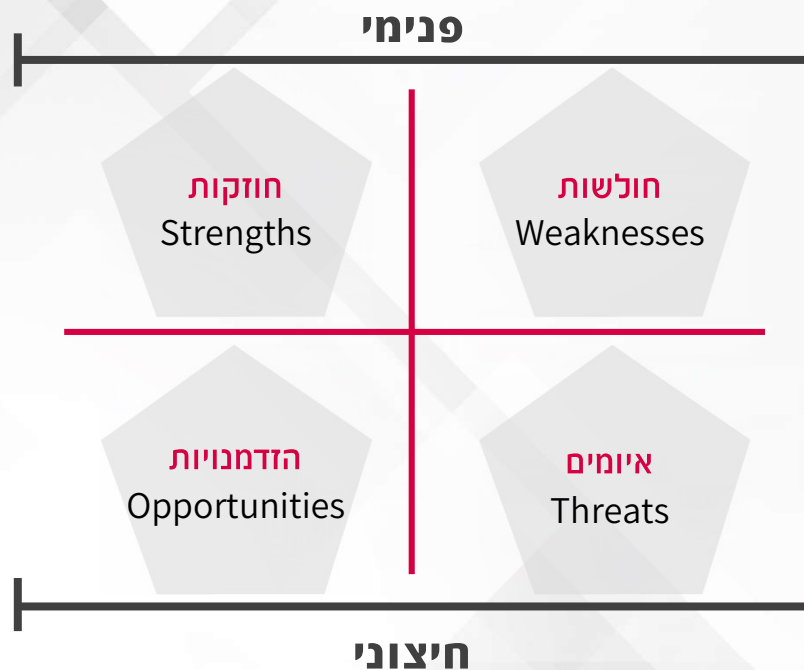 פנימי
חוזקות
Strengths
חולשות
Weaknesses
הזדמנויות
Opportunities
איומים
Threats
חיצוני